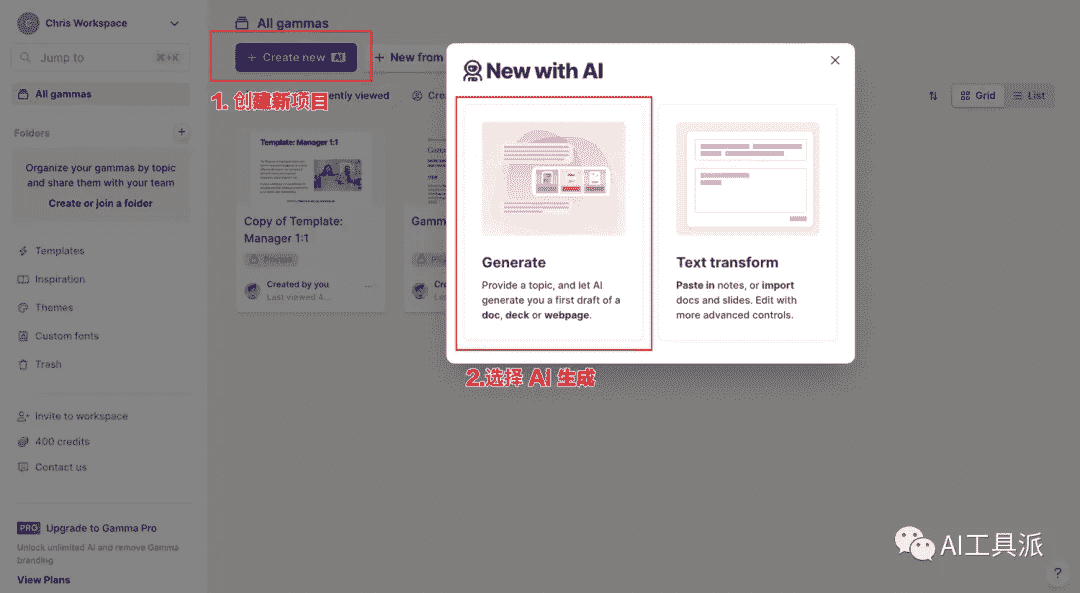 Chris Workspace
Jump to
⌘+K
All gammas
Folders
+
Organize your gammas by topic
and share them with your team
Create or join a folder
Templates
Inspiration
Themes
Custom fonts
Trash
Invite to workspace
400 credits
Contact us
PRO Upgrade to Gamma Pro
Unlock unlimited AI and remove Gamma
branding
View Plans
All gammas
+ Create new AI
+ New from
1. 创建新项目
ently viewed
Cre
Grid
List
Template: Manager 1:1
Copy of Template:
Manager 1:1
Private
Created by you
Last viewed 4...
Gamm
Cre
Las
New with AI
Generate
Provide a topic, and let AI
generate you a first draft of a
doc, deck or webpage.
Text transform
Paste in notes, or import
docs and slides. Edit with
more advanced controls.
2.选择 AI 生成
AI工具派
?